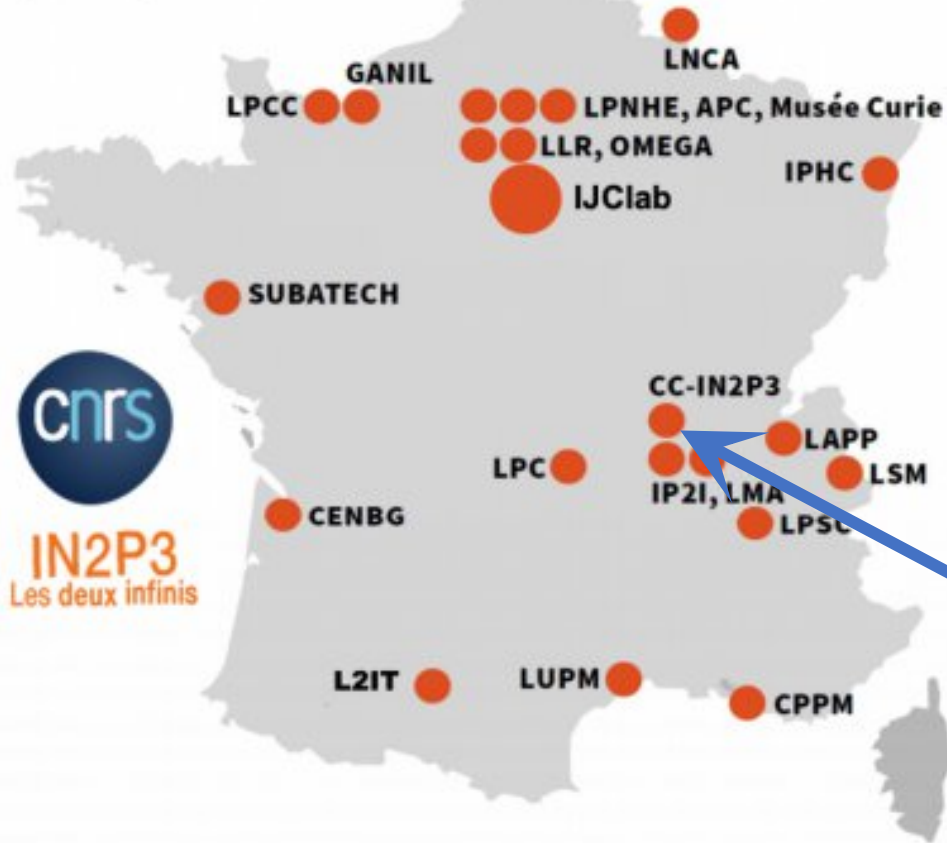 LNCA
GANIL
LPCC
LPNHE, APC, Musée Curie
LLR, OMEGA
IPHC
IJClab
SUBATECH
cnrs
CC-IN2P3
LAPP
LPC
LSM
IP2I, LMA
CENBG
LPSC
IN2P3
Les deux infinis
L2IT
LUPM
CPPM